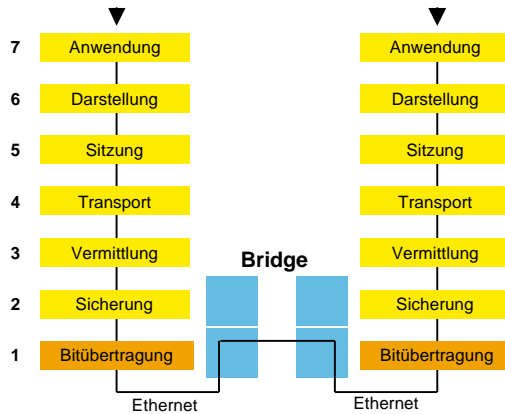 7 Anwendung Anwendung
6 Darstellung Darstellung
5 Sitzung Sitzung
4 Transport Transport
3 Vermittlung Vermittlung
Bridge
2 Sicherung Sicherung
1 Bitübertragung Bitübertragung
Ethernet Ethernet